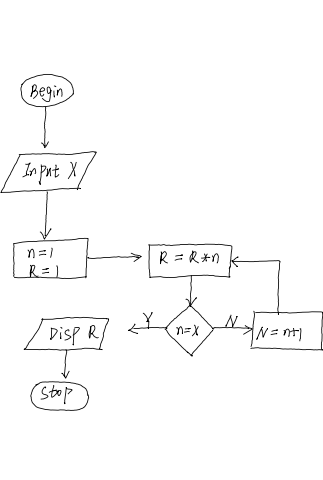 Begin
Input X
n=1
R=1
R = R*n
n=x
Y
N
N=n+1
Disp R
Stop